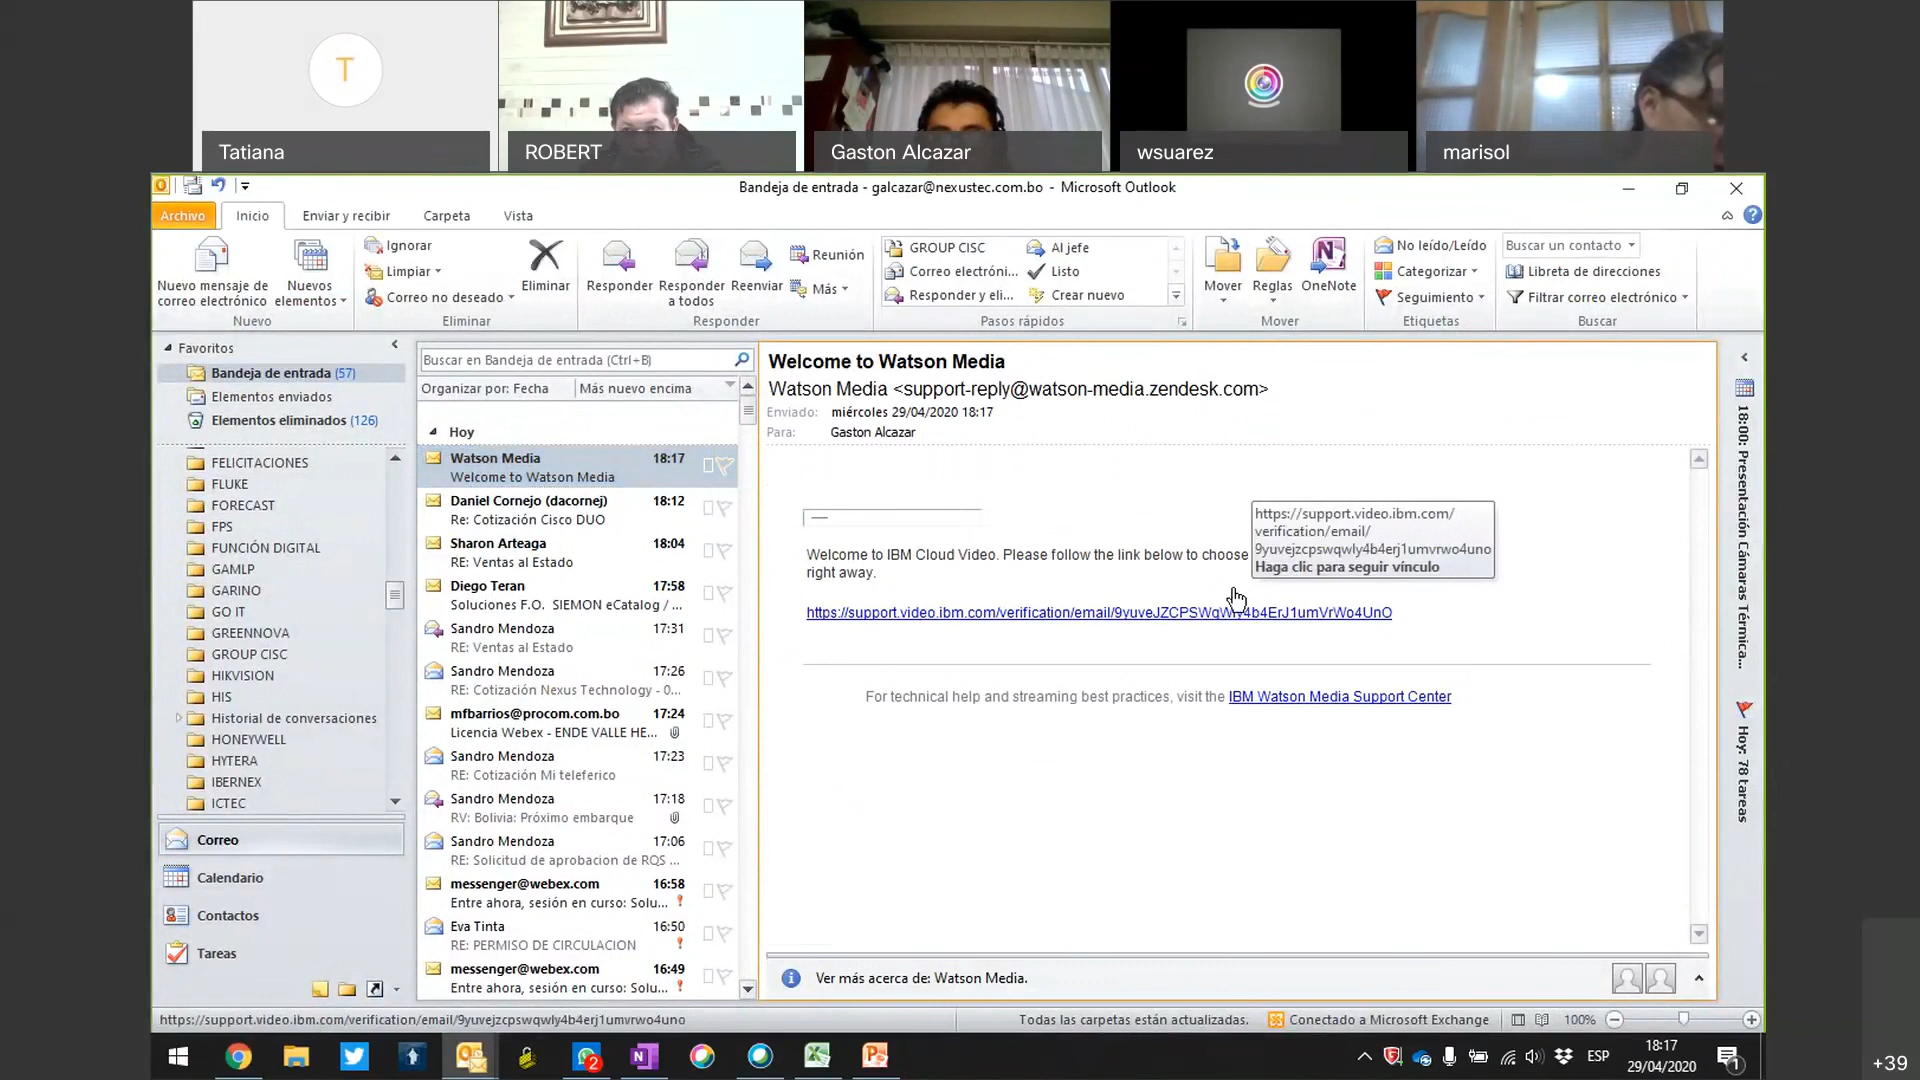 T
Tatiana
ROBERT
Gaston Alcazar
wsuarez
marisol
Bandeja de entrada - galcazar@nexustec.com.bo - Microsoft Outlook
Archivo
Inicio
Enviar y recibir
Carpeta
Vista
Nuevo mensaje de correo electrónico
Nuevos elementos
Nuevo
Ignorar
Limpiar
Correo no deseado
Eliminar
Eliminar
Responder
Responder a todos
Reenviar
Reunión
Más
Responder
GROUP CISC
Correo electróni...
Responder y eli...
Al jefe
Listo
Crear nuevo
Pasos rápidos
Mover
Reglas
OneNote
Mover
No leído/Leído
Categorizar
Seguimiento
Etiquetas
Buscar un contacto
Libreta de direcciones
Filtrar correo electrónico
Buscar
Favoritos
Bandeja de entrada (57)
Elementos enviados
Elementos eliminados (126)
FELICITACIONES
FLUKE
FORECAST
FPS
FUNCIÓN DIGITAL
GAMLP
GARINO
GO IT
GREENNOVA
GROUP CISC
HIKVISION
HIS
Historial de conversaciones
HONEYWELL
HYTERA
IBERNEX
ICTEC
Correo
Calendario
Contactos
Tareas
Buscar en Bandeja de entrada (Ctrl+B)
Organizar por: Fecha
Más nuevo encima
Hoy
Watson Media 18:17
Welcome to Watson Media
Daniel Cornejo (dacornej) 18:12
Re: Cotización Cisco DUO
Sharon Arteaga 18:04
RE: Ventas al Estado
Diego Teran 17:58
Soluciones F.O. SIEMON eCatalog / ...
Sandro Mendoza 17:31
RE: Ventas al Estado
Sandro Mendoza 17:26
RE: Cotización Nexus Technology - 0...
mfbarrios@procom.com.bo 17:24
Licencia Webex - ENDE VALLE HE...
Sandro Mendoza 17:23
RE: Cotización Mi teleferico
Sandro Mendoza 17:18
RV: Bolivia: Próximo embarque
Sandro Mendoza 17:06
RE: Solicitud de aprobacion de RQS ...
messenger@webex.com 16:58
Entre ahora, sesión en curso: Solu...
Eva Tinta 16:50
RE: PERMISO DE CIRCULACION
messenger@webex.com 16:49
Entre ahora, sesión en curso: Solu...
Welcome to Watson Media
Watson Media <support-reply@watson-media.zendesk.com>
Enviado: miércoles 29/04/2020 18:17
Para: Gaston Alcazar
https://support.video.ibm.com/
verification/email/
9yuvejzcpswqwly4b4erj1umvrwo4uno
Haga clic para seguir vínculo
Welcome to IBM Cloud Video. Please follow the link below to choose
right away.
https://support.video.ibm.com/verification/email/9yuveJZCPSWqWly4b4ErJ1umVrWo4UnO
For technical help and streaming best practices, visit the IBM Watson Media Support Center
Ver más acerca de: Watson Media.
18:00: Presentación Cámaras Térmica...
Hoy: 78 tareas
https://support.video.ibm.com/verification/email/9yuvejzcpswqwly4b4erj1umvrwo4uno
Todas las carpetas están actualizadas.
Conectado a Microsoft Exchange
100%
2
ESP
18:17
29/04/2020
1
+39